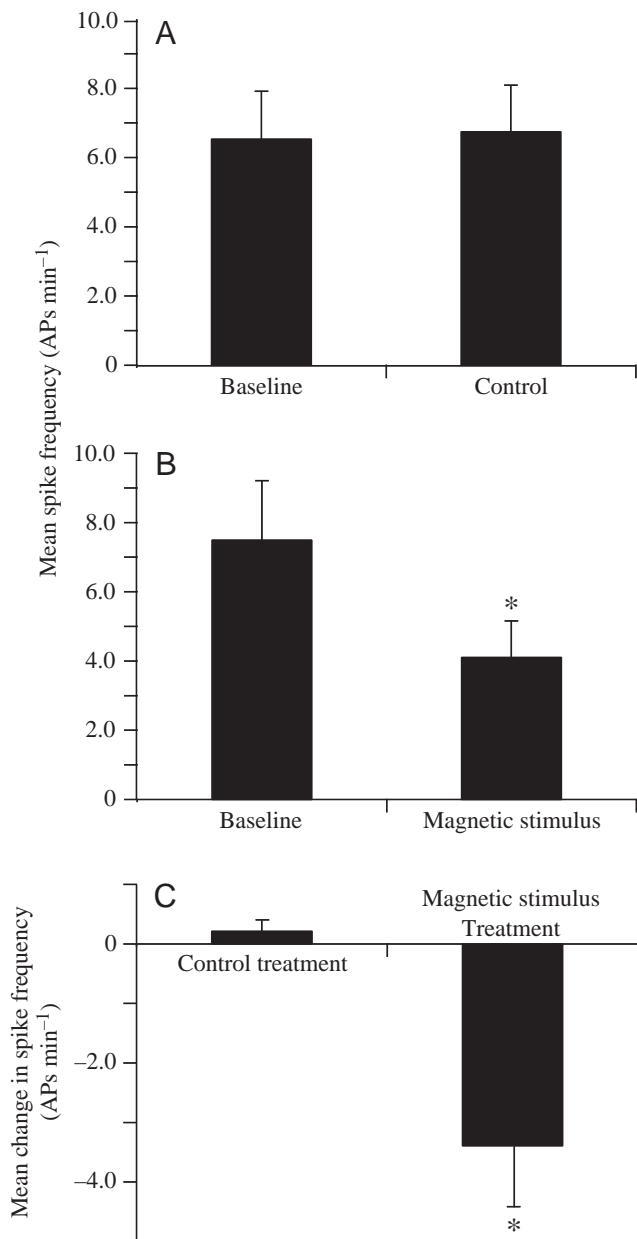 Mean spike frequency (APs min⁻¹)
A
10.0
8.0
6.0
4.0
2.0
0
Baseline
Control
B
10.0
8.0
6.0
4.0
2.0
0
*
Baseline
Magnetic stimulus
Mean change in spike frequency
(APs min⁻¹)
C
0
–2.0
–4.0
Control treatment
Magnetic stimulus
Treatment
*